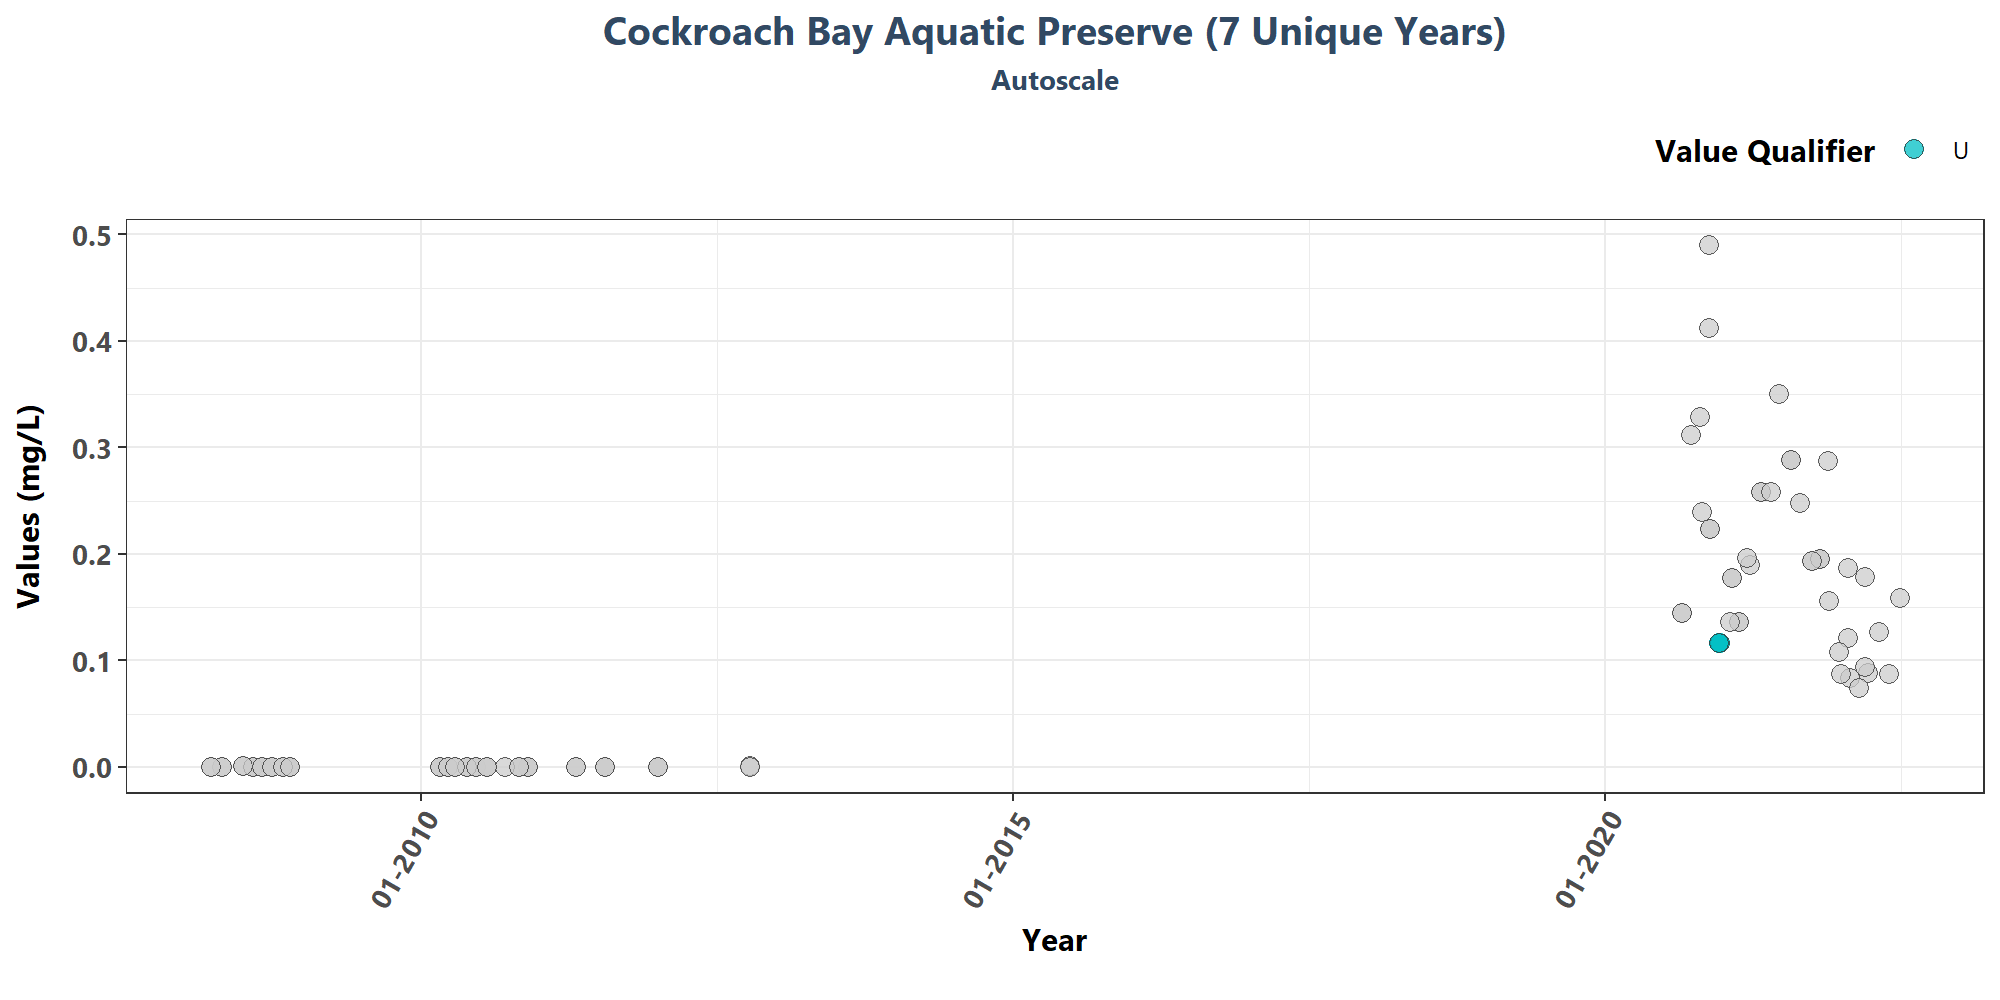 Cockroach Bay Aquatic Preserve (7 Unique Years)
Autoscale
Value Qualifier U
0.5
0.4
0.3
0.2
0.1
0.0
Values (mg/L)
01-2010
01-2015
01-2020
Year